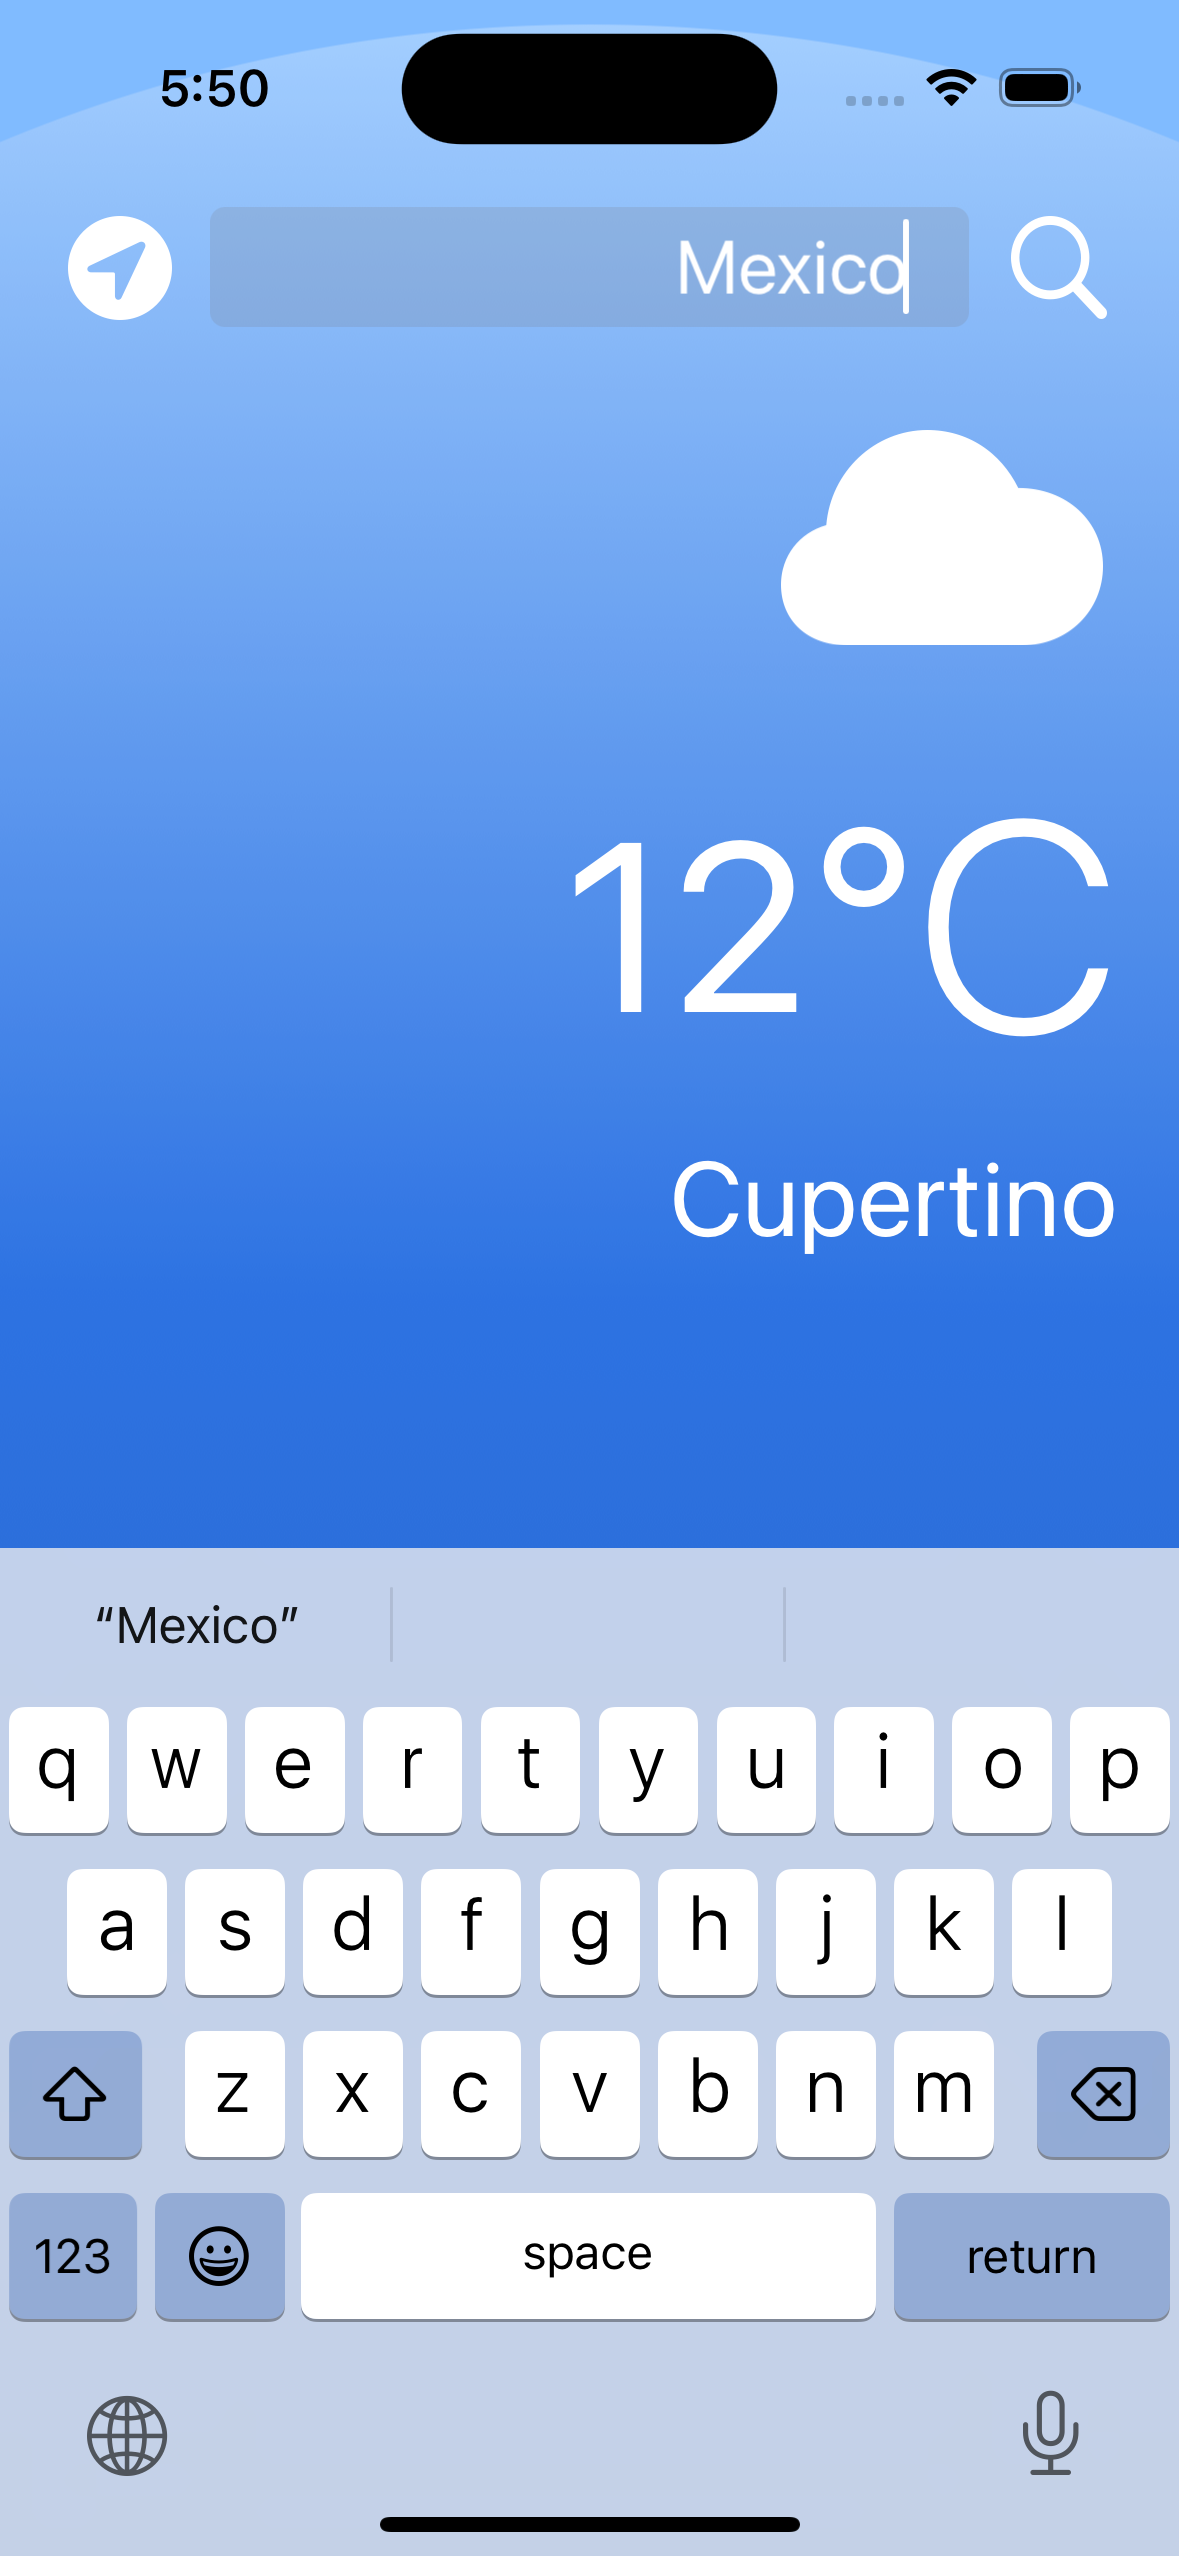 5:50
Mexico
12°C
Cupertino
“Mexico”
q w e r t y u i o p
a s d f g h j k l
z x c v b n m
123 space return